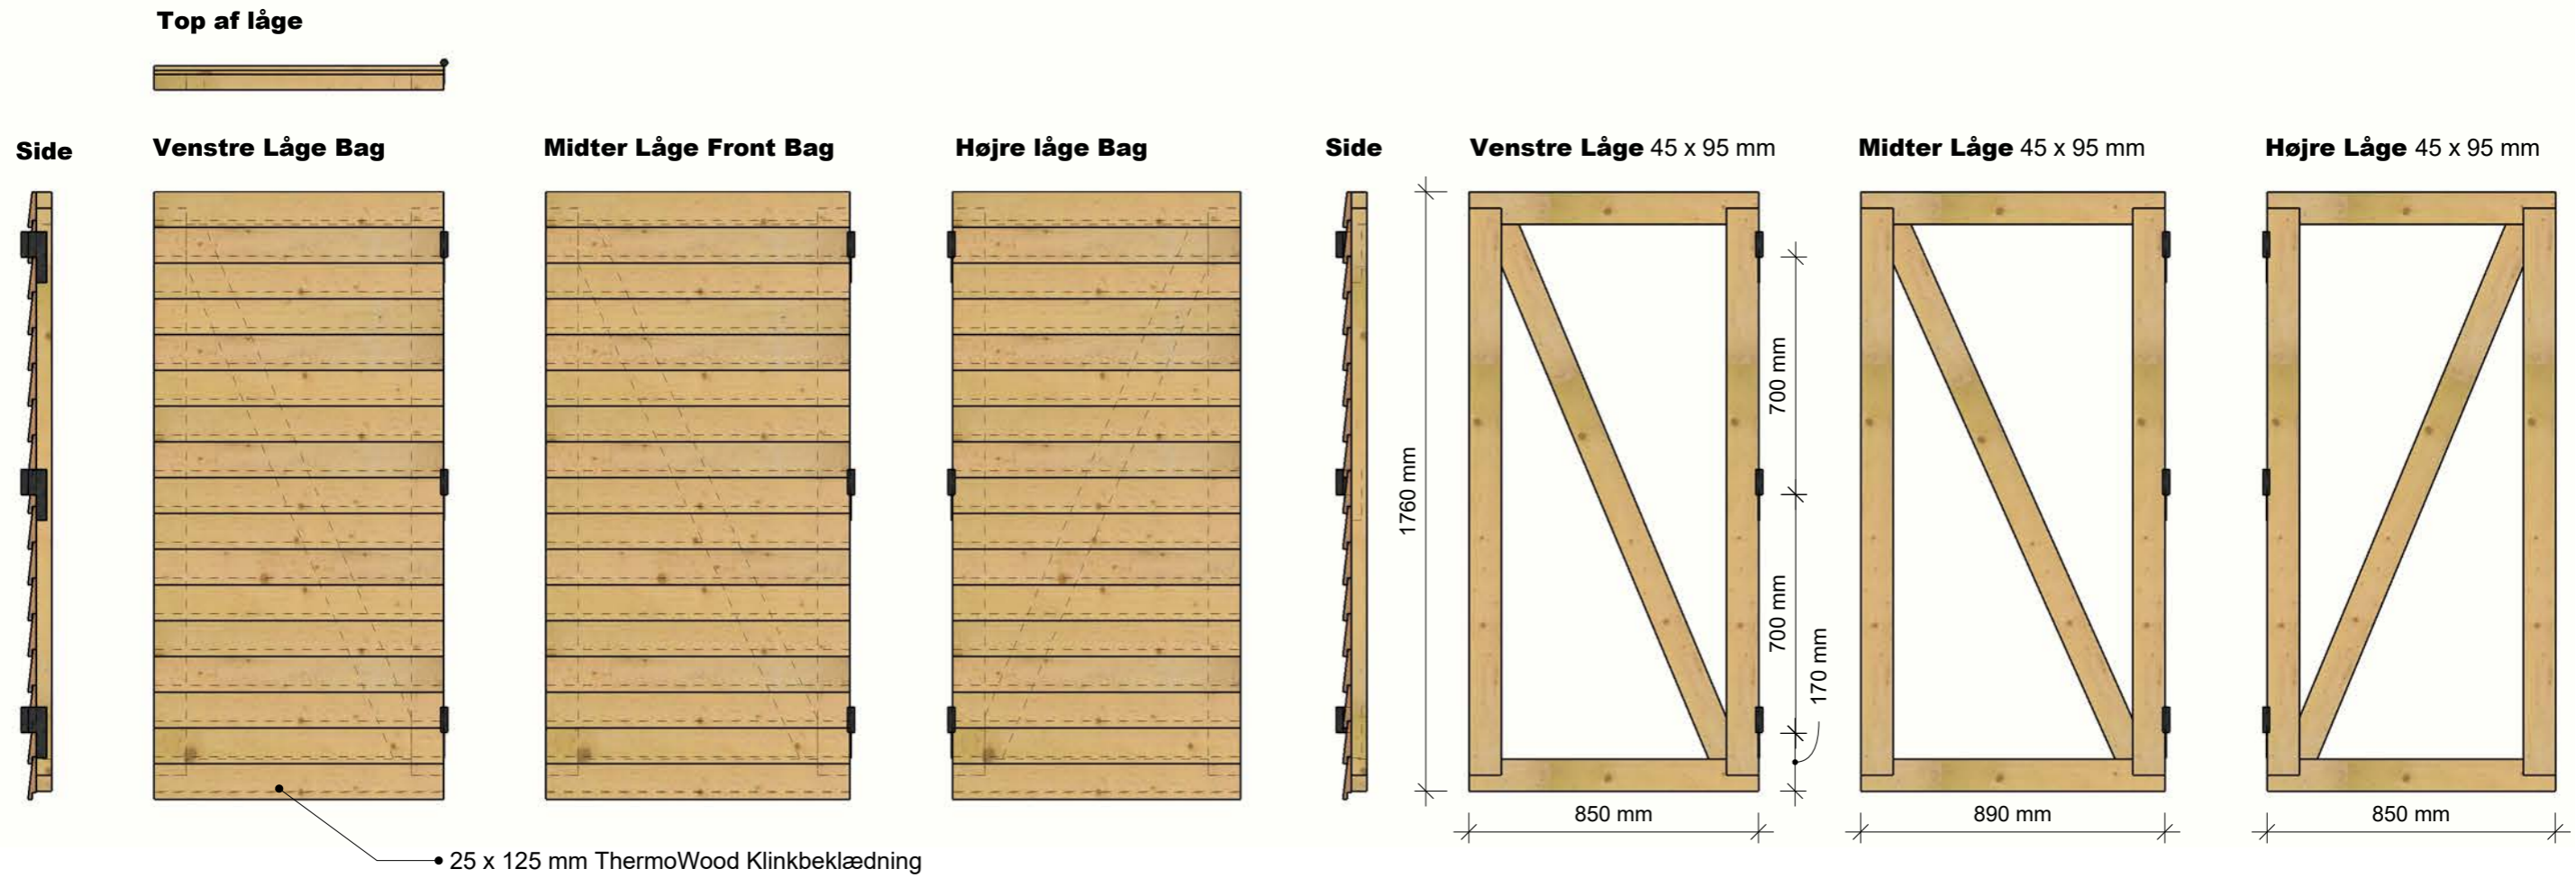 Top af låge
Side
Venstre Låge Bag
Midter Låge Front Bag
Højre låge Bag
Side
Venstre Låge 45 x 95 mm
Midter Låge 45 x 95 mm
Højre Låge 45 x 95 mm
1760 mm
700 mm
700 mm
170 mm
850 mm
890 mm
850 mm
25 x 125 mm ThermoWood Klinkbeklædning